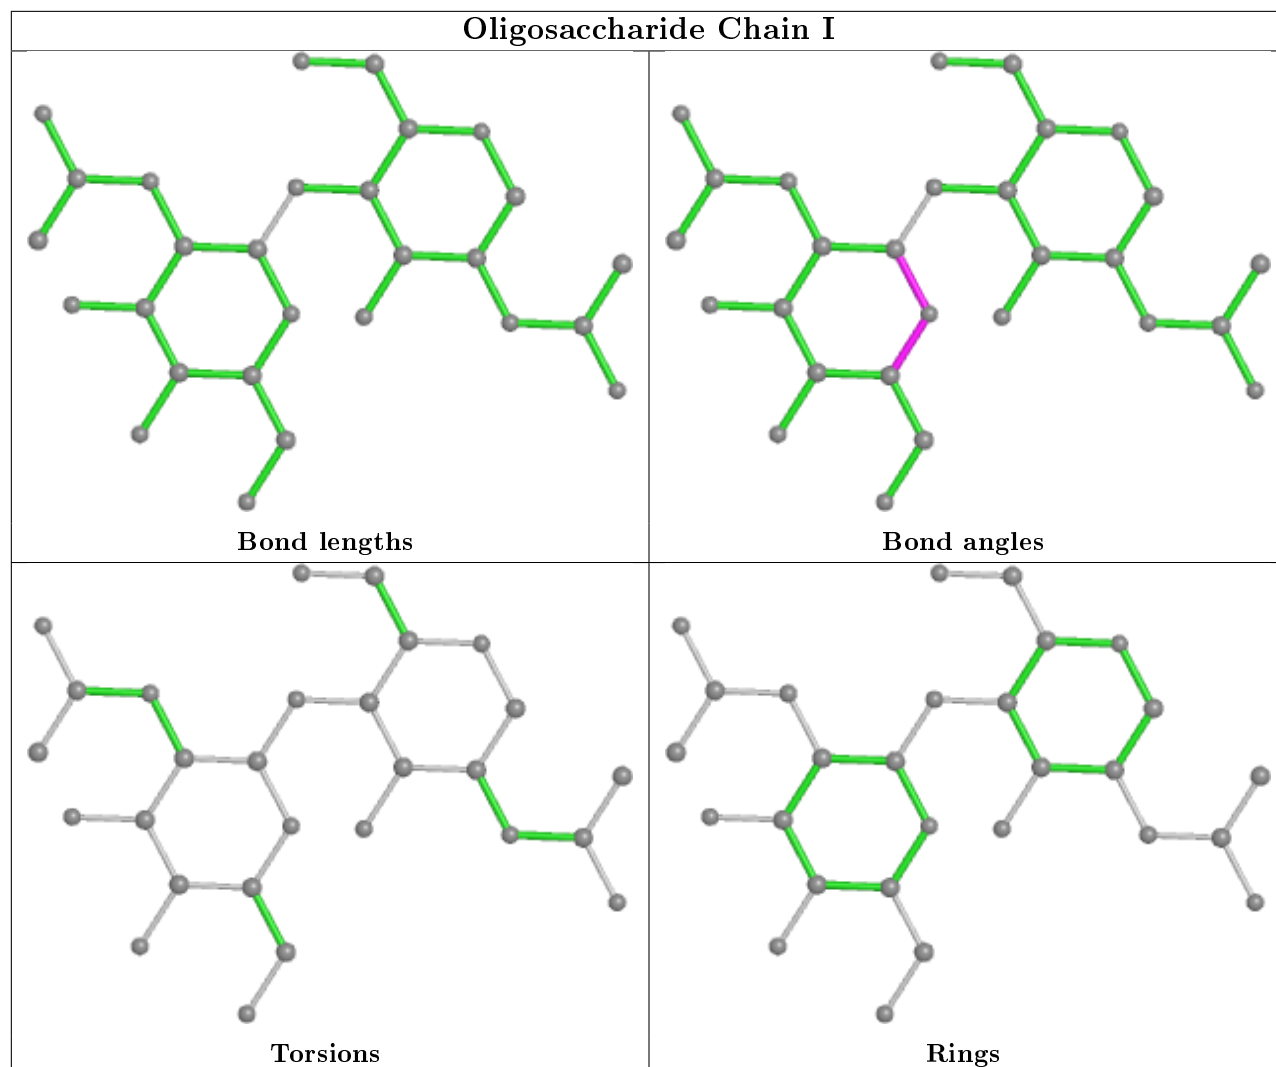 Oligosaccharide Chain I
Bond lengths
Bond angles
Torsions
Rings